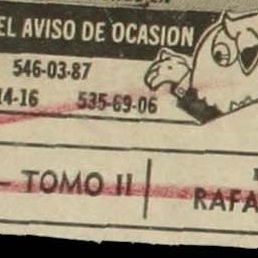 EL AVISO DE OCASION
546-03-87
14-16 535-69-06
– TOMO II RAFA